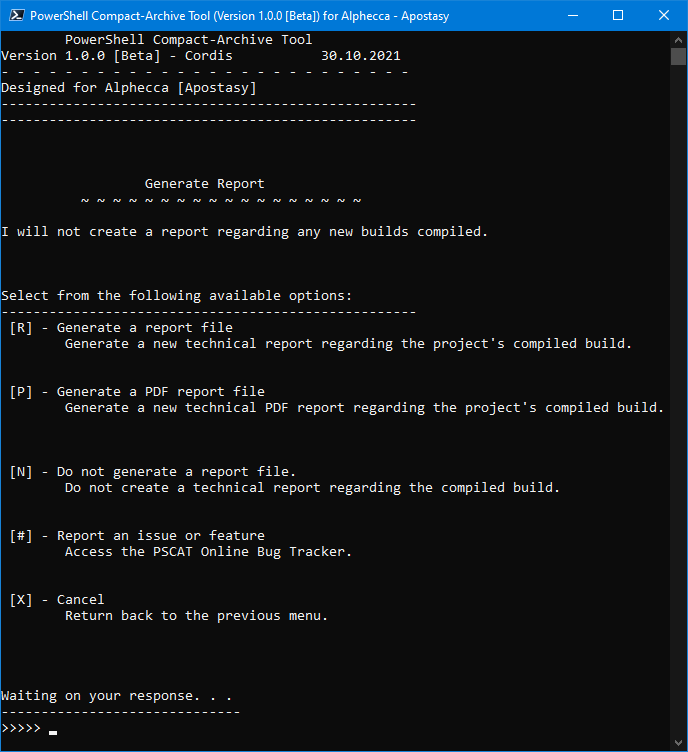 PowerShell Compact-Archive Tool (Version 1.0.0 [Beta]) for Alphecca - Apostasy
PowerShell Compact-Archive Tool
Version 1.0.0 [Beta] - Cordis 30.10.2021
- - - - - - - - - - - - - - - - - - - - - - - - - -
Designed for Alphecca [Apostasy]
----------------------------------------------------
----------------------------------------------------
Generate Report
~ ~ ~ ~ ~ ~ ~ ~ ~ ~ ~ ~ ~ ~ ~ ~ ~ ~
I will not create a report regarding any new builds compiled.
Select from the following available options:
----------------------------------------------------
[R] - Generate a report file
Generate a new technical report regarding the project's compiled build.
[P] - Generate a PDF report file
Generate a new technical PDF report regarding the project's compiled build.
[N] - Do not generate a report file.
Do not create a technical report regarding the compiled build.
[#] - Report an issue or feature
Access the PSCAT Online Bug Tracker.
[X] - Cancel
Return back to the previous menu.
Waiting on your response. . .
------------------------------
>>>>> _